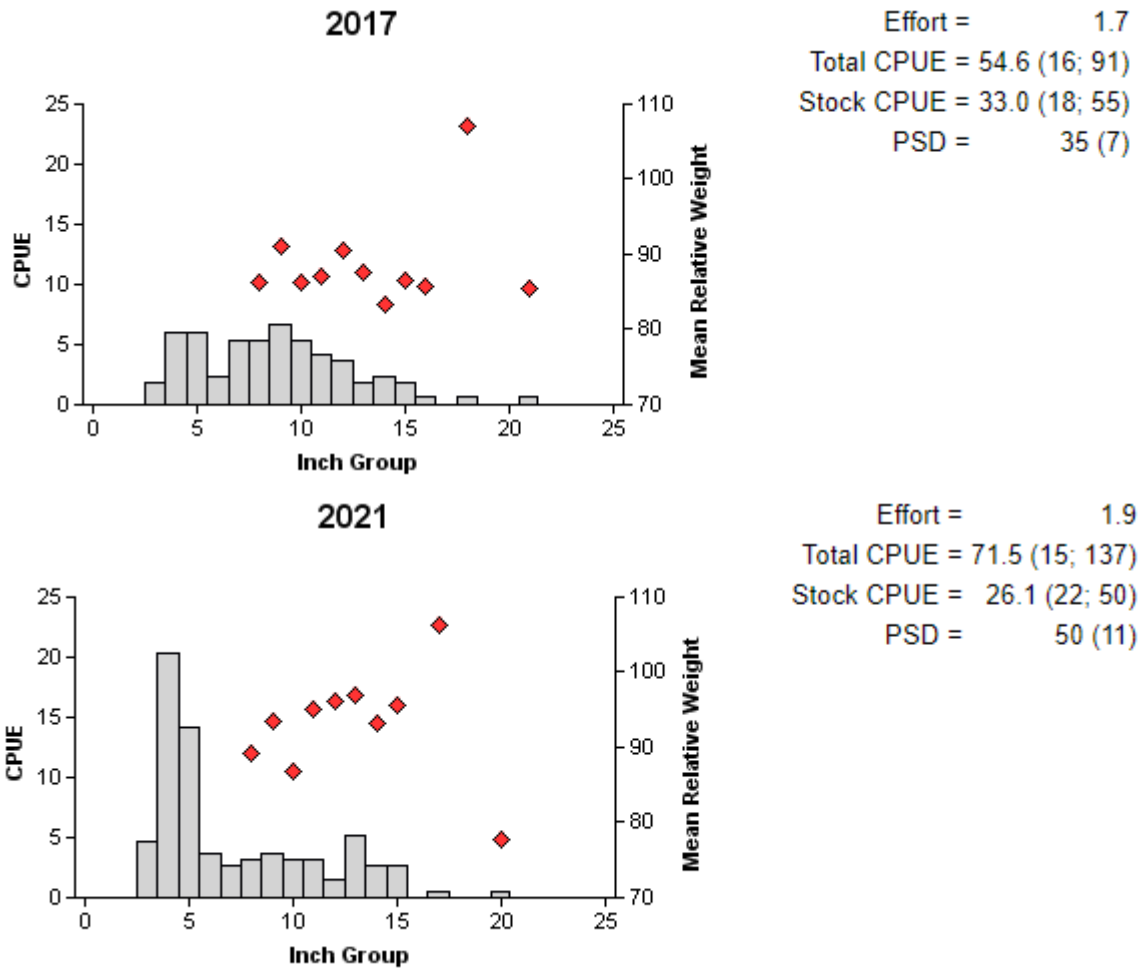 2017
Effort = 1.7
Total CPUE = 54.6 (16; 91)
Stock CPUE = 33.0 (18; 55)
PSD = 35 (7)
25
20
15
10
5
0
CPUE
110
100
90
80
70
Mean Relative Weight
0 5 10 15 20 25
Inch Group
2021
Effort = 1.9
Total CPUE = 71.5 (15; 137)
Stock CPUE = 26.1 (22; 50)
PSD = 50 (11)
25
20
15
10
5
0
CPUE
110
100
90
80
70
Mean Relative Weight
0 5 10 15 20 25
Inch Group